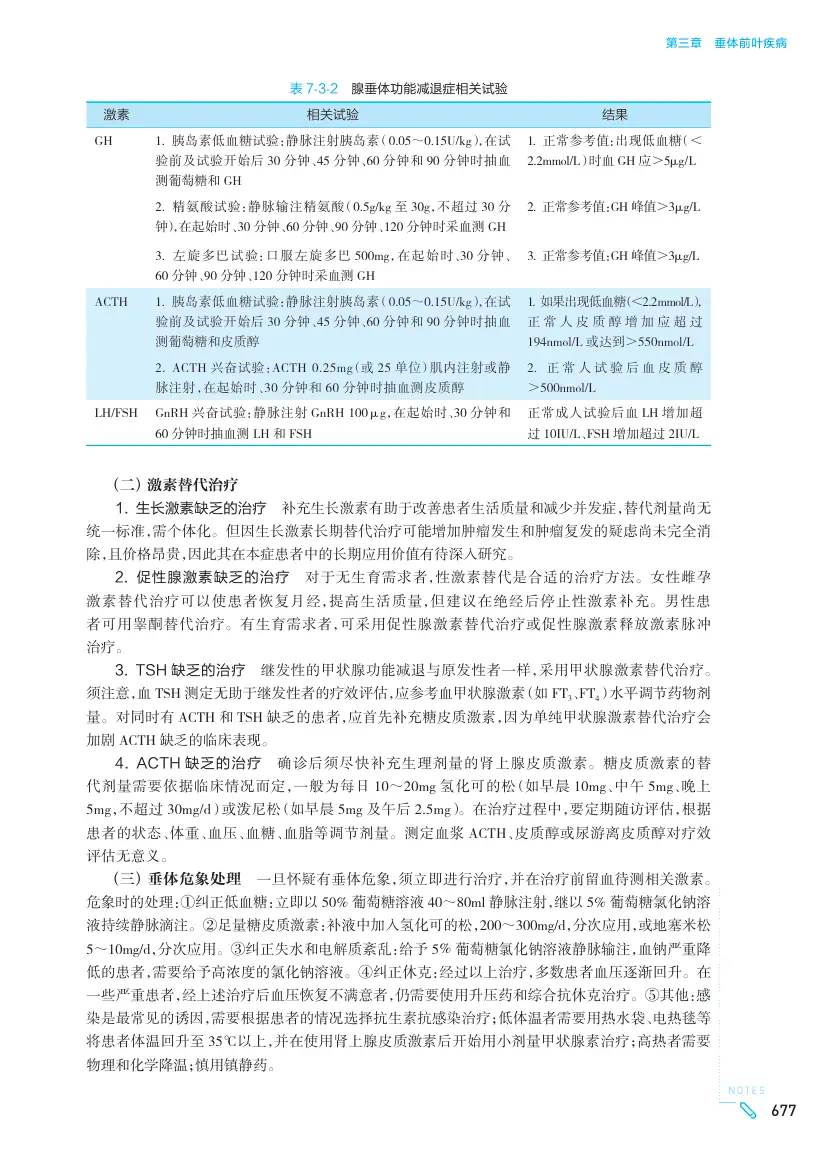 第三章　垂体前叶疾病
表 7-3-2　腺垂体功能减退症相关试验
激素　相关试验　结果
GH　1. 胰岛素低血糖试验:静脉注射胰岛素(0.05～0.15U/kg),在试　1. 正常参考值:出现低血糖(＜
验前及试验开始后 30 分钟、45 分钟、60 分钟和 90 分钟时抽血　2.2mmol/L)时血 GH 应＞5μg/L
测葡萄糖和 GH
2. 精氨酸试验:静脉输注精氨酸(0.5g/kg 至 30g,不超过 30 分　2. 正常参考值:GH 峰值＞3μg/L
钟),在起始时、30 分钟、60 分钟、90 分钟、120 分钟时采血测 GH
3. 左旋多巴试验:口服左旋多巴 500mg,在起始时、30 分钟、　3. 正常参考值:GH 峰值＞3μg/L
60 分钟、90 分钟、120 分钟时采血测 GH
ACTH　1. 胰岛素低血糖试验:静脉注射胰岛素(0.05～0.15U/kg),在试　1. 如果出现低血糖(＜2.2mmol/L),
验前及试验开始后 30 分钟、45 分钟、60 分钟和 90 分钟时抽血　正常人皮质醇增加应超过
测葡萄糖和皮质醇　194nmol/L 或达到＞550nmol/L
2. ACTH 兴奋试验:ACTH 0.25mg(或 25 单位)肌内注射或静　2. 正常人试验后血皮质醇
脉注射,在起始时、30 分钟和 60 分钟时抽血测皮质醇　＞500nmol/L
LH/FSH　GnRH 兴奋试验:静脉注射 GnRH 100μg,在起始时、30 分钟和　正常成人试验后血 LH 增加超
60 分钟时抽血测 LH 和 FSH　过 10IU/L、FSH 增加超过 2IU/L
(二) 激素替代治疗
1. 生长激素缺乏的治疗　补充生长激素有助于改善患者生活质量和减少并发症,替代剂量尚无
统一标准,需个体化。但因生长激素长期替代治疗可能增加肿瘤发生和肿瘤复发的疑虑尚未完全消
除,且价格昂贵,因此其在本症患者中的长期应用价值有待深入研究。
2. 促性腺激素缺乏的治疗　对于无生育需求者,性激素替代是合适的治疗方法。女性雌孕
激素替代治疗可以使患者恢复月经,提高生活质量,但建议在绝经后停止性激素补充。男性患
者可用睾酮替代治疗。有生育需求者,可采用促性腺激素替代治疗或促性腺激素释放激素脉冲
治疗。
3. TSH 缺乏的治疗　继发性的甲状腺功能减退与原发性者一样,采用甲状腺激素替代治疗。
须注意,血 TSH 测定无助于继发性者的疗效评估,应参考血甲状腺激素(如 FT₃、FT₄)水平调节药物剂
量。对同时有 ACTH 和 TSH 缺乏的患者,应首先补充糖皮质激素,因为单纯甲状腺激素替代治疗会
加剧 ACTH 缺乏的临床表现。
4. ACTH 缺乏的治疗　确诊后须尽快补充生理剂量的肾上腺皮质激素。糖皮质激素的替
代剂量需要依据临床情况而定,一般为每日 10～20mg 氢化可的松(如早晨 10mg、中午 5mg、晚上
5mg,不超过 30mg/d)或泼尼松(如早晨 5mg 及午后 2.5mg)。在治疗过程中,要定期随访评估,根据
患者的状态、体重、血压、血糖、血脂等调节剂量。测定血浆 ACTH、皮质醇或尿游离皮质醇对疗效
评估无意义。
(三) 垂体危象处理　一旦怀疑有垂体危象,须立即进行治疗,并在治疗前留血待测相关激素。
危象时的处理:①纠正低血糖:立即以 50% 葡萄糖溶液 40～80ml 静脉注射,继以 5% 葡萄糖氯化钠溶
液持续静脉滴注。②足量糖皮质激素:补液中加入氢化可的松,200～300mg/d,分次应用,或地塞米松
5～10mg/d,分次应用。③纠正失水和电解质紊乱:给予 5% 葡萄糖氯化钠溶液静脉输注,血钠严重降
低的患者,需要给予高浓度的氯化钠溶液。④纠正休克:经过以上治疗,多数患者血压逐渐回升。在
一些严重患者,经上述治疗后血压恢复不满意者,仍需要使用升压药和综合抗休克治疗。⑤其他:感
染是最常见的诱因,需要根据患者的情况选择抗生素抗感染治疗;低体温者需要用热水袋、电热毯等
将患者体温回升至 35℃以上,并在使用肾上腺皮质激素后开始用小剂量甲状腺素治疗;高热者需要
物理和化学降温;慎用镇静药。
NOTES
677